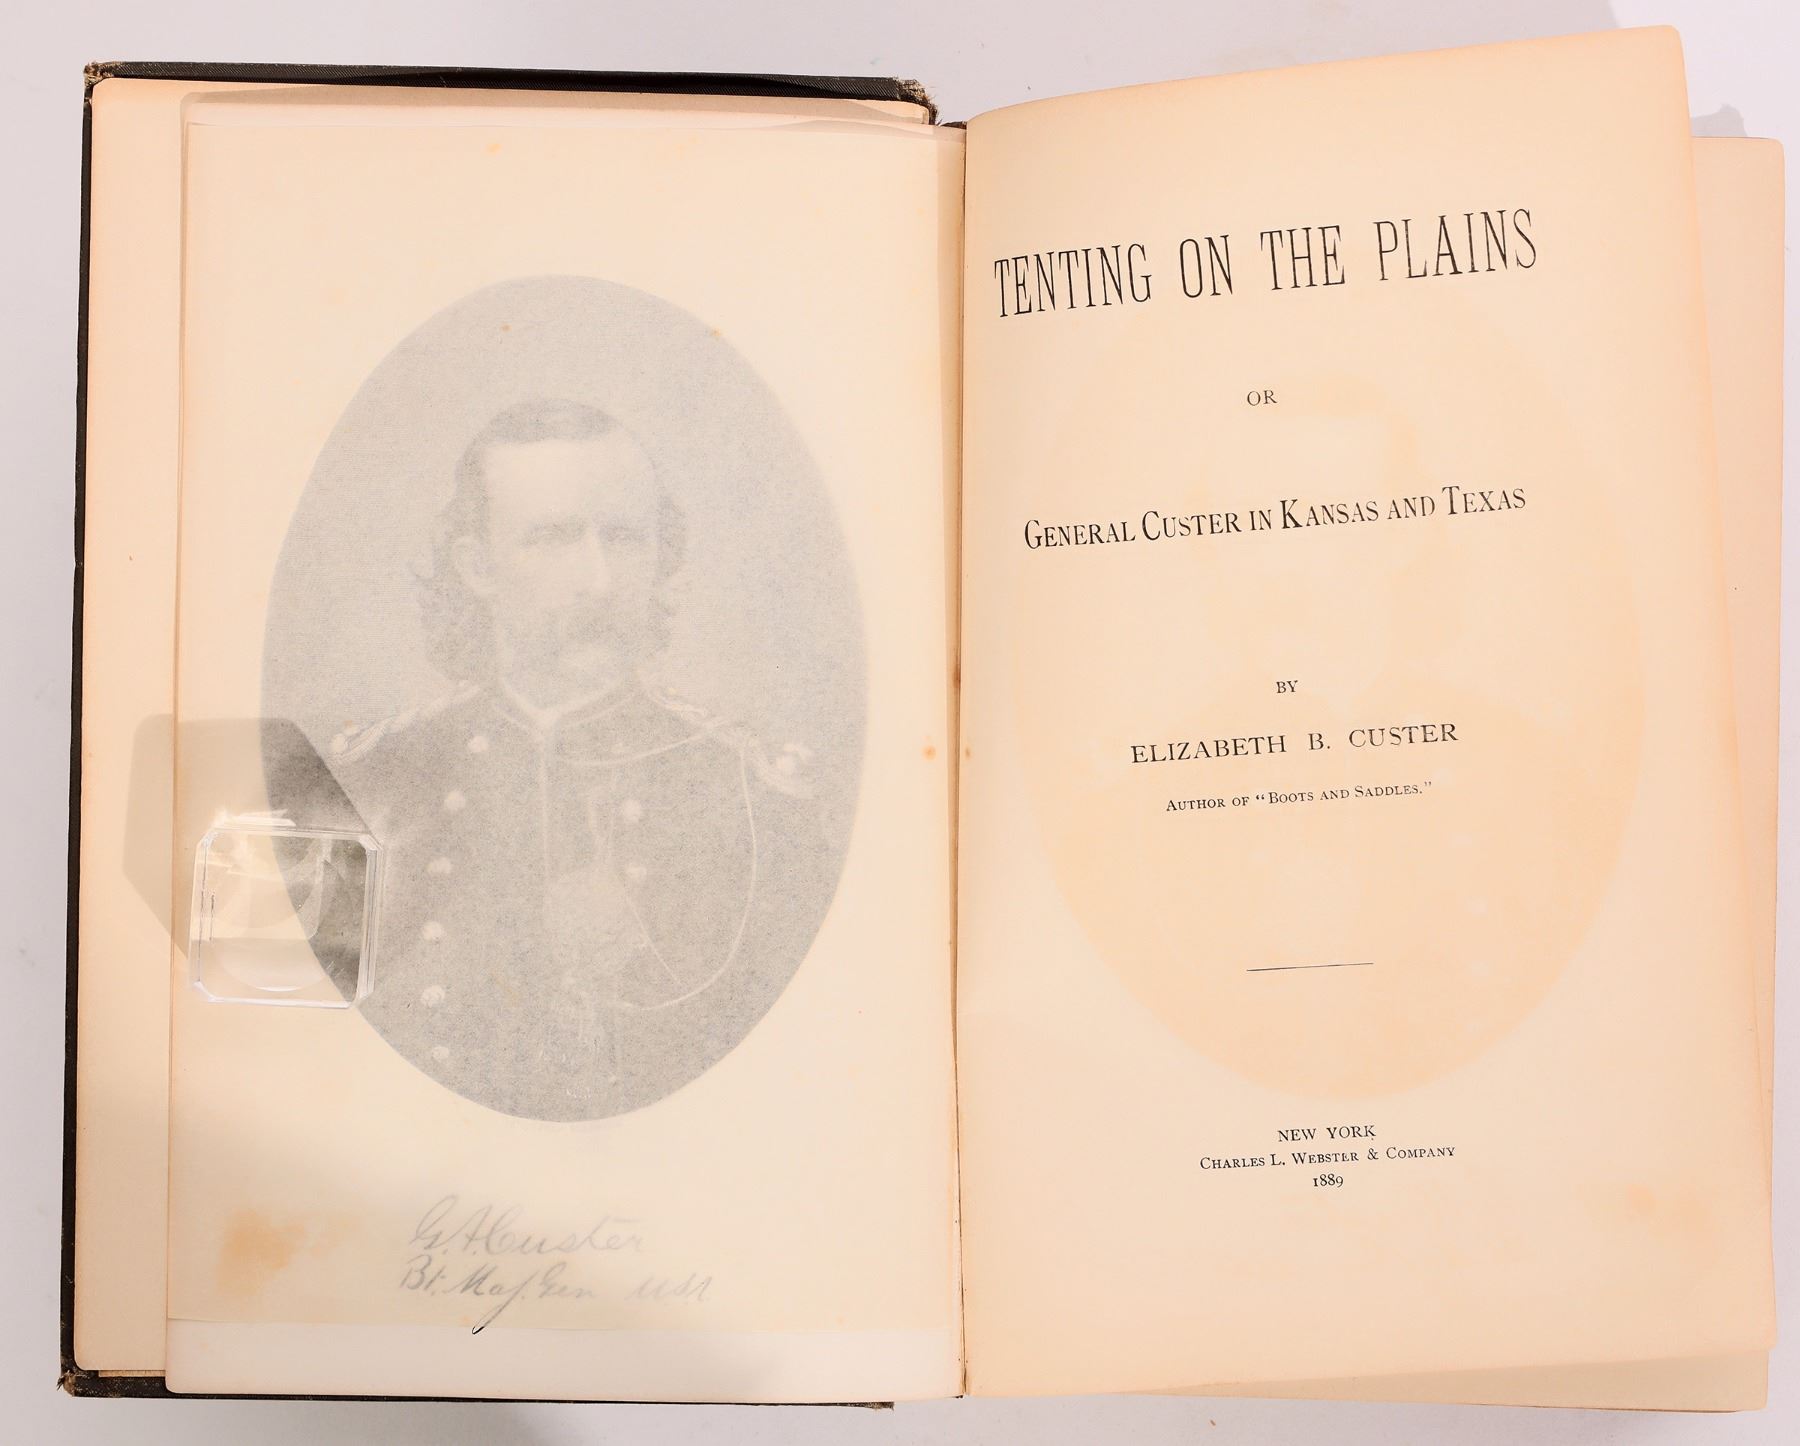 G. A. Custer
Bt. Maj. Gen USA
TENTING ON THE PLAINS
OR
GENERAL CUSTER IN KANSAS AND TEXAS
BY
ELIZABETH B. CUSTER
AUTHOR OF "BOOTS AND SADDLES."
NEW YORK
CHARLES L. WEBSTER & COMPANY
1889